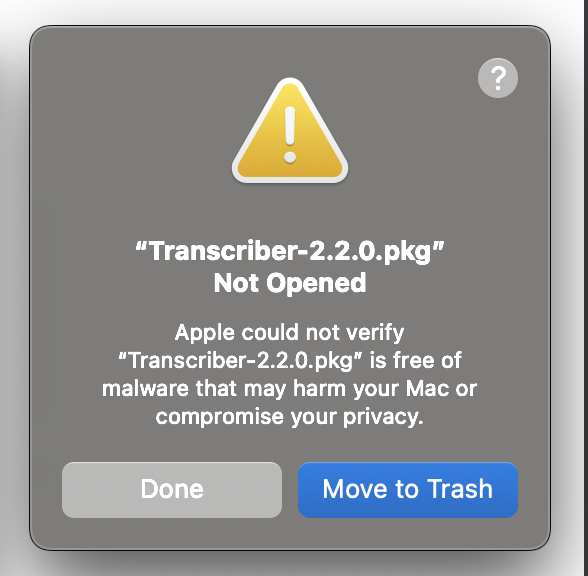 ?
“Transcriber-2.2.0.pkg”
Not Opened
Apple could not verify
“Transcriber-2.2.0.pkg” is free of
malware that may harm your Mac or
compromise your privacy.
Done
Move to Trash